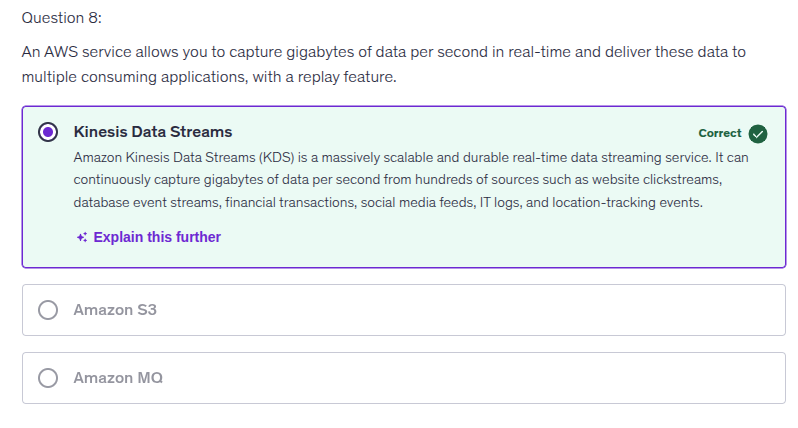 Question 8:
An AWS service allows you to capture gigabytes of data per second in real-time and deliver these data to
multiple consuming applications, with a replay feature.
Kinesis Data Streams
Correct
Amazon Kinesis Data Streams (KDS) is a massively scalable and durable real-time data streaming service. It can
continuously capture gigabytes of data per second from hundreds of sources such as website clickstreams,
database event streams, financial transactions, social media feeds, IT logs, and location-tracking events.
Explain this further
Amazon S3
Amazon MQ